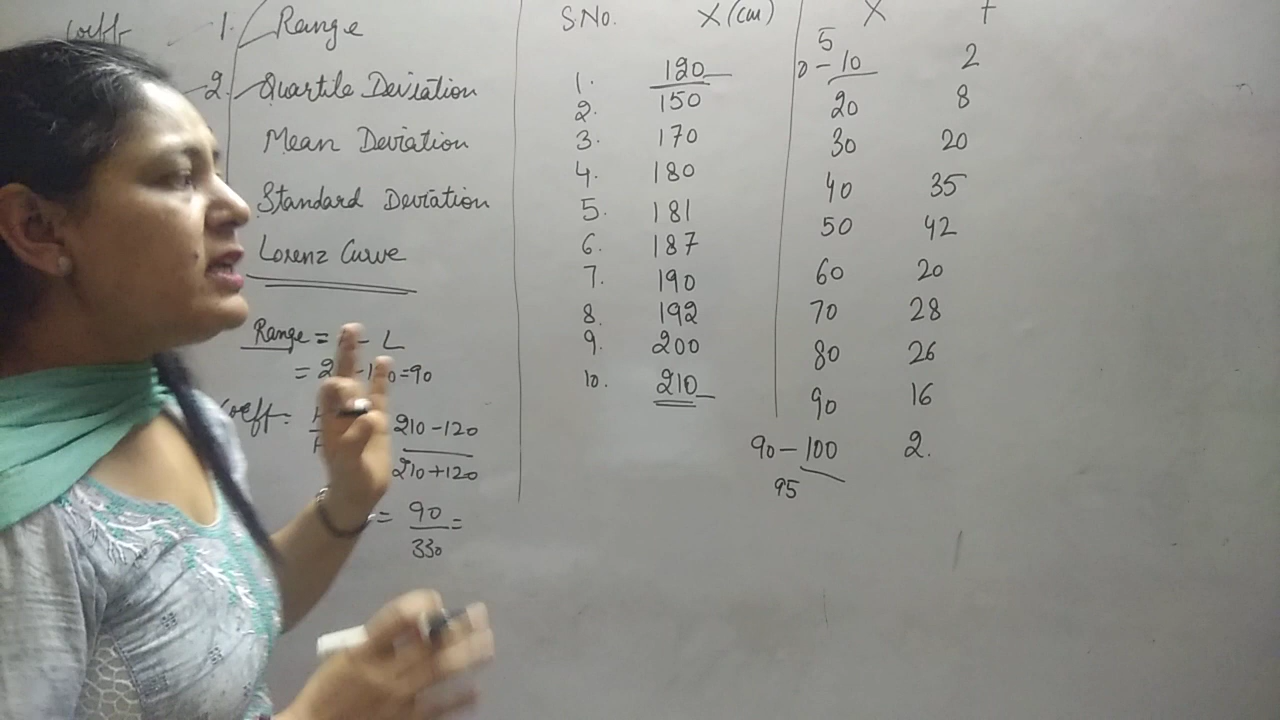 Coeff 1. Range
2. Quartile Deviation
Mean Deviation
Standard Deviation
Lorenz Curve
Range = - L
= 2 - 120 = 90
Coeff. 210 - 120
210 + 120
= 90 =
330
S.No. X (cm)
1. 120
2. 150
3. 170
4. 180
5. 181
6. 187
7. 190
8. 192
9. 200
10. 210
X f
5
0 - 10 2
20 8
30 20
40 35
50 42
60 20
70 28
80 26
90 16
90 - 100 2.
95